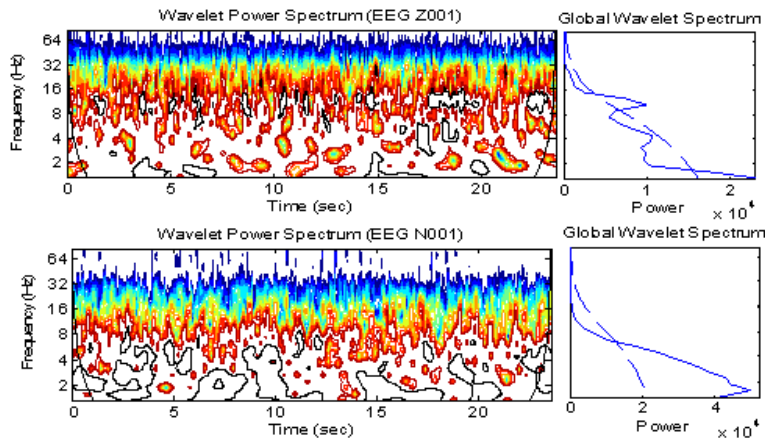 Wavelet Power Spectrum (EEG Z001)
Global Wavelet Spectrum
Frequency (Hz)
64
32
16
8
4
2
0 5 10 15 20
Time (sec)
0 1 2
Power
× 10⁴
Wavelet Power Spectrum (EEG N001)
Global Wavelet Spectrum
Frequency (Hz)
64
32
16
8
4
2
0 5 10 15 20
Time (sec)
0 2 4
Power
× 10⁴